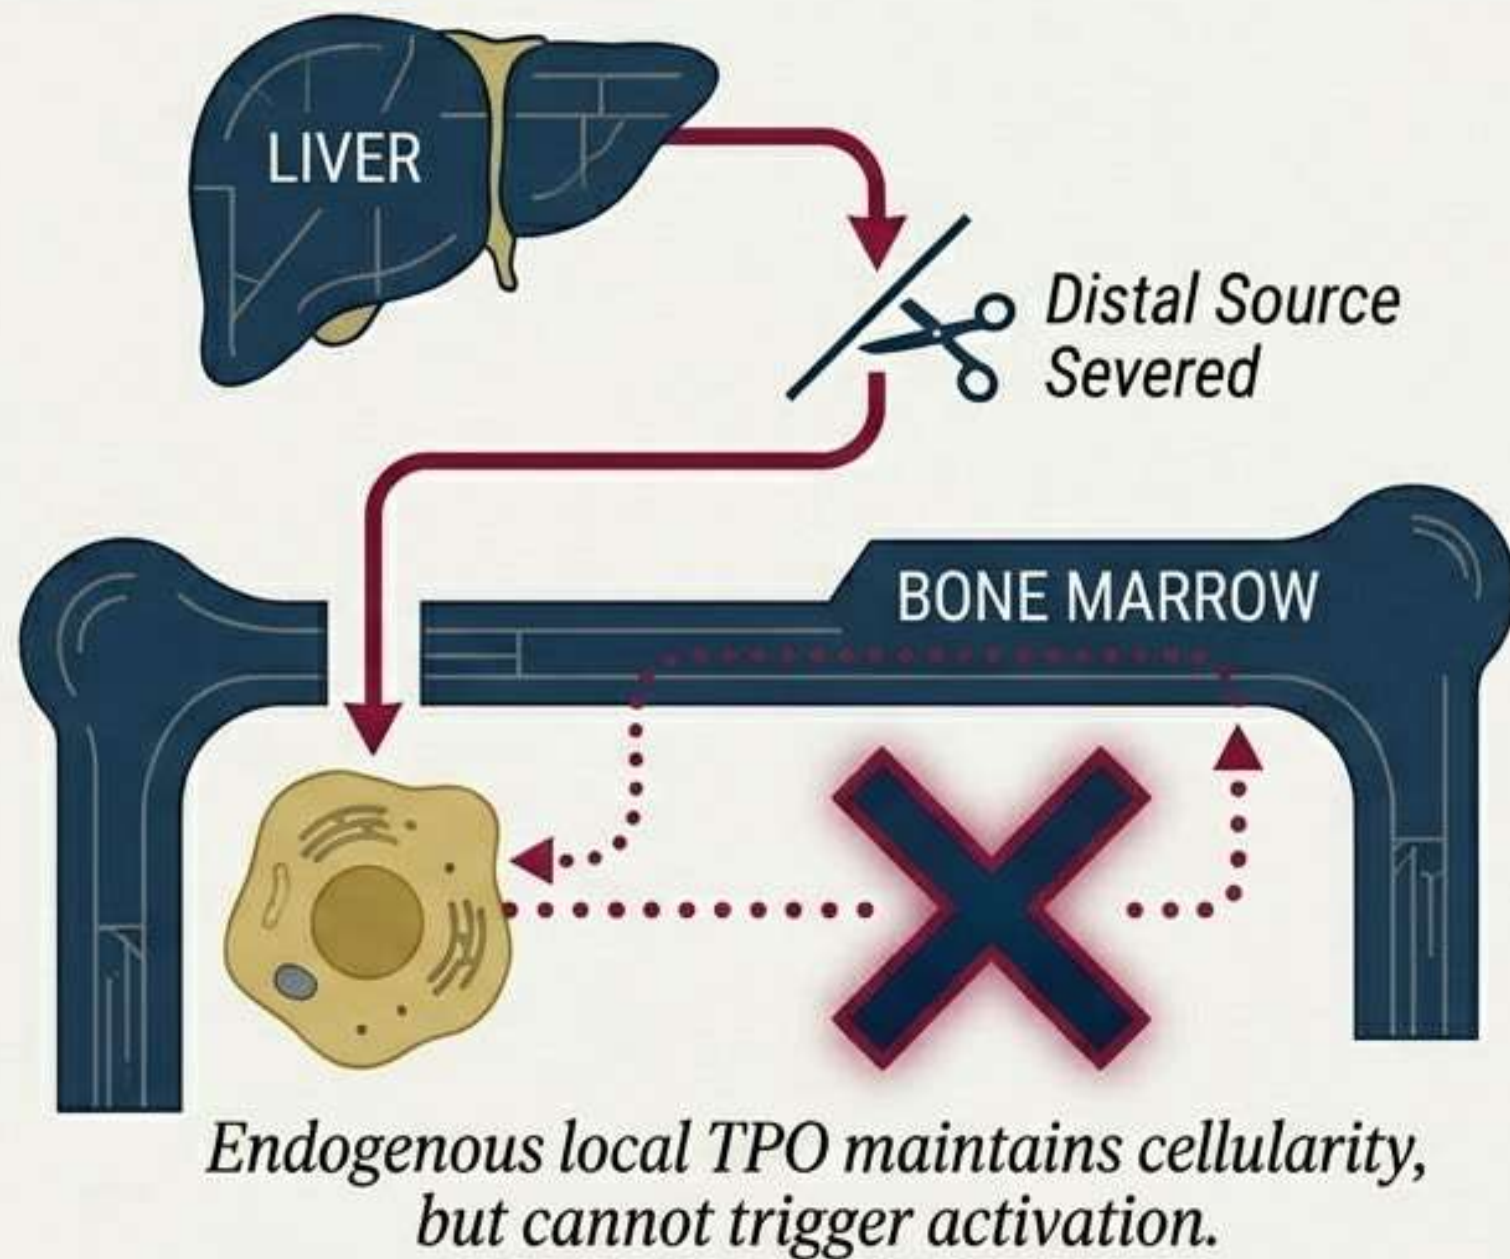 LIVER
Distal Source
Severed
BONE MARROW
Endogenous local TPO maintains cellularity,
but cannot trigger activation.